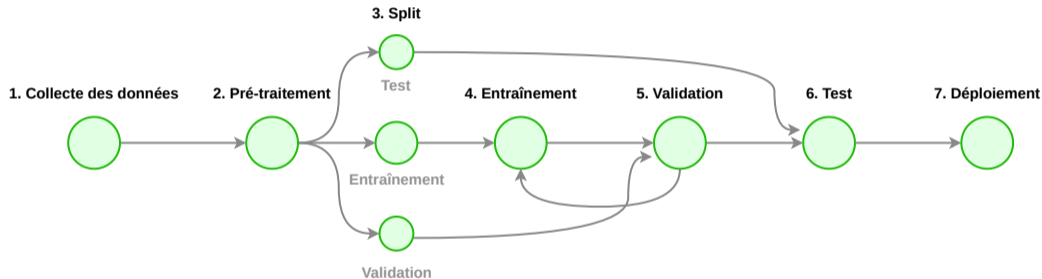 3. Split
Test
1. Collecte des données
2. Pré-traitement
4. Entraînement
5. Validation
6. Test
7. Déploiement
Entraînement
Validation